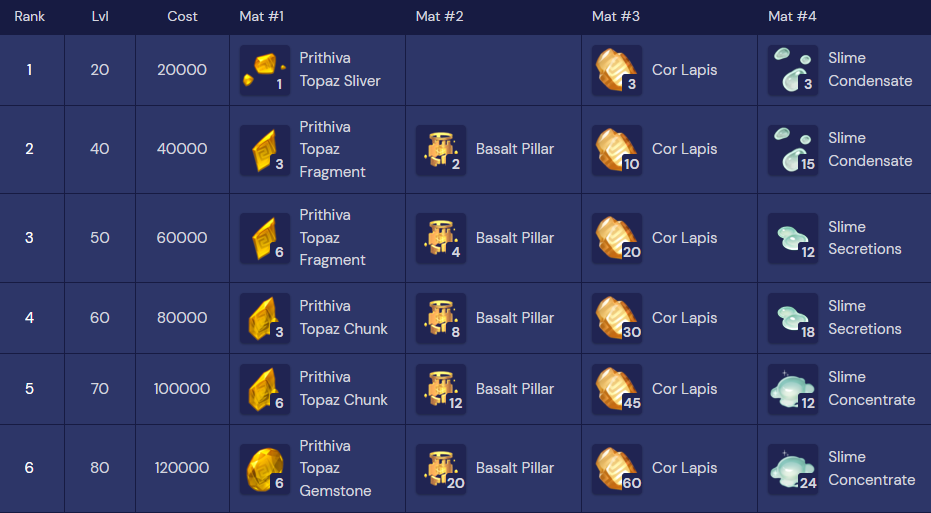 Rank Lvl Cost Mat #1 Mat #2 Mat #3 Mat #4
1 20 20000 1 Prithiva Topaz Sliver 3 Cor Lapis 3 Slime Condensate
2 40 40000 3 Prithiva Topaz Fragment 2 Basalt Pillar 10 Cor Lapis 15 Slime Condensate
3 50 60000 6 Prithiva Topaz Fragment 4 Basalt Pillar 20 Cor Lapis 12 Slime Secretions
4 60 80000 3 Prithiva Topaz Chunk 8 Basalt Pillar 30 Cor Lapis 18 Slime Secretions
5 70 100000 6 Prithiva Topaz Chunk 12 Basalt Pillar 45 Cor Lapis 12 Slime Concentrate
6 80 120000 6 Prithiva Topaz Gemstone 20 Basalt Pillar 60 Cor Lapis 24 Slime Concentrate